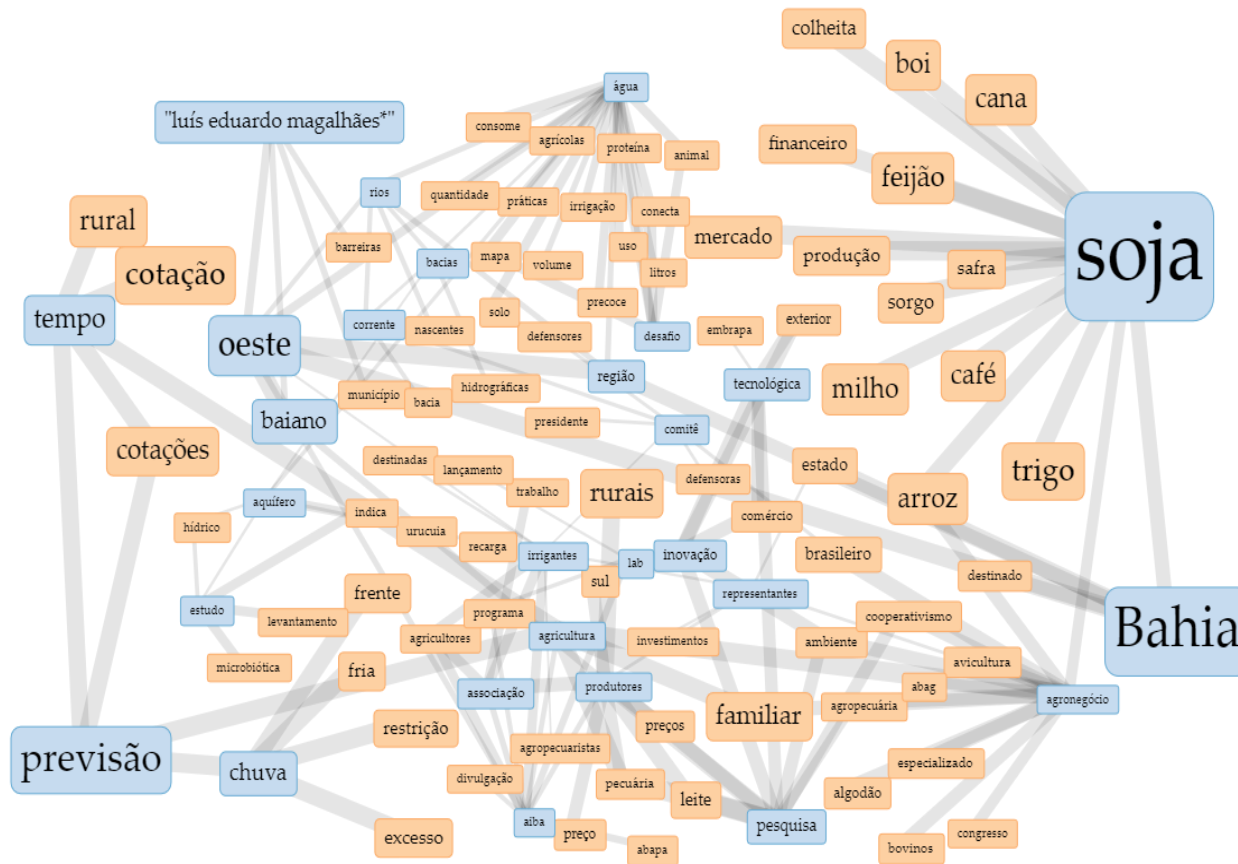 colheita
boi
cana
água
"luís eduardo magalhães*"
consome
agrícolas
proteína
animal
financeiro
feijão
rios
quantidade
práticas
irrigação
conecta
rural
barreiras
mercado
soja
bacias
mapa
volume
uso
litros
produção
safra
cotação
sorgo
tempo
corrente
nascentes
solo
defensores
precoce
desafio
embrapa
exterior
oeste
região
tecnológica
milho
café
município
bacia
hidrográficas
baiano
presidente
comitê
cotações
destinadas
lançamento
trabalho
rurais
defensoras
estado
trigo
arroz
aquífero
hídrico
indica
urucuia
recarga
irrigantes
lab
inovação
comércio
brasileiro
sul
destinado
frente
representantes
estudo
levantamento
programa
agricultores
agricultura
investimentos
ambiente
cooperativismo
Bahia
microbiótica
fria
associação
produtores
avicultura
abag
agropecuária
agronegócio
restrição
familiar
preços
previsão
chuva
agropecuaristas
divulgação
pecuária
leite
especializado
algodão
aiba
preço
abapa
pesquisa
excesso
bovinos
congresso